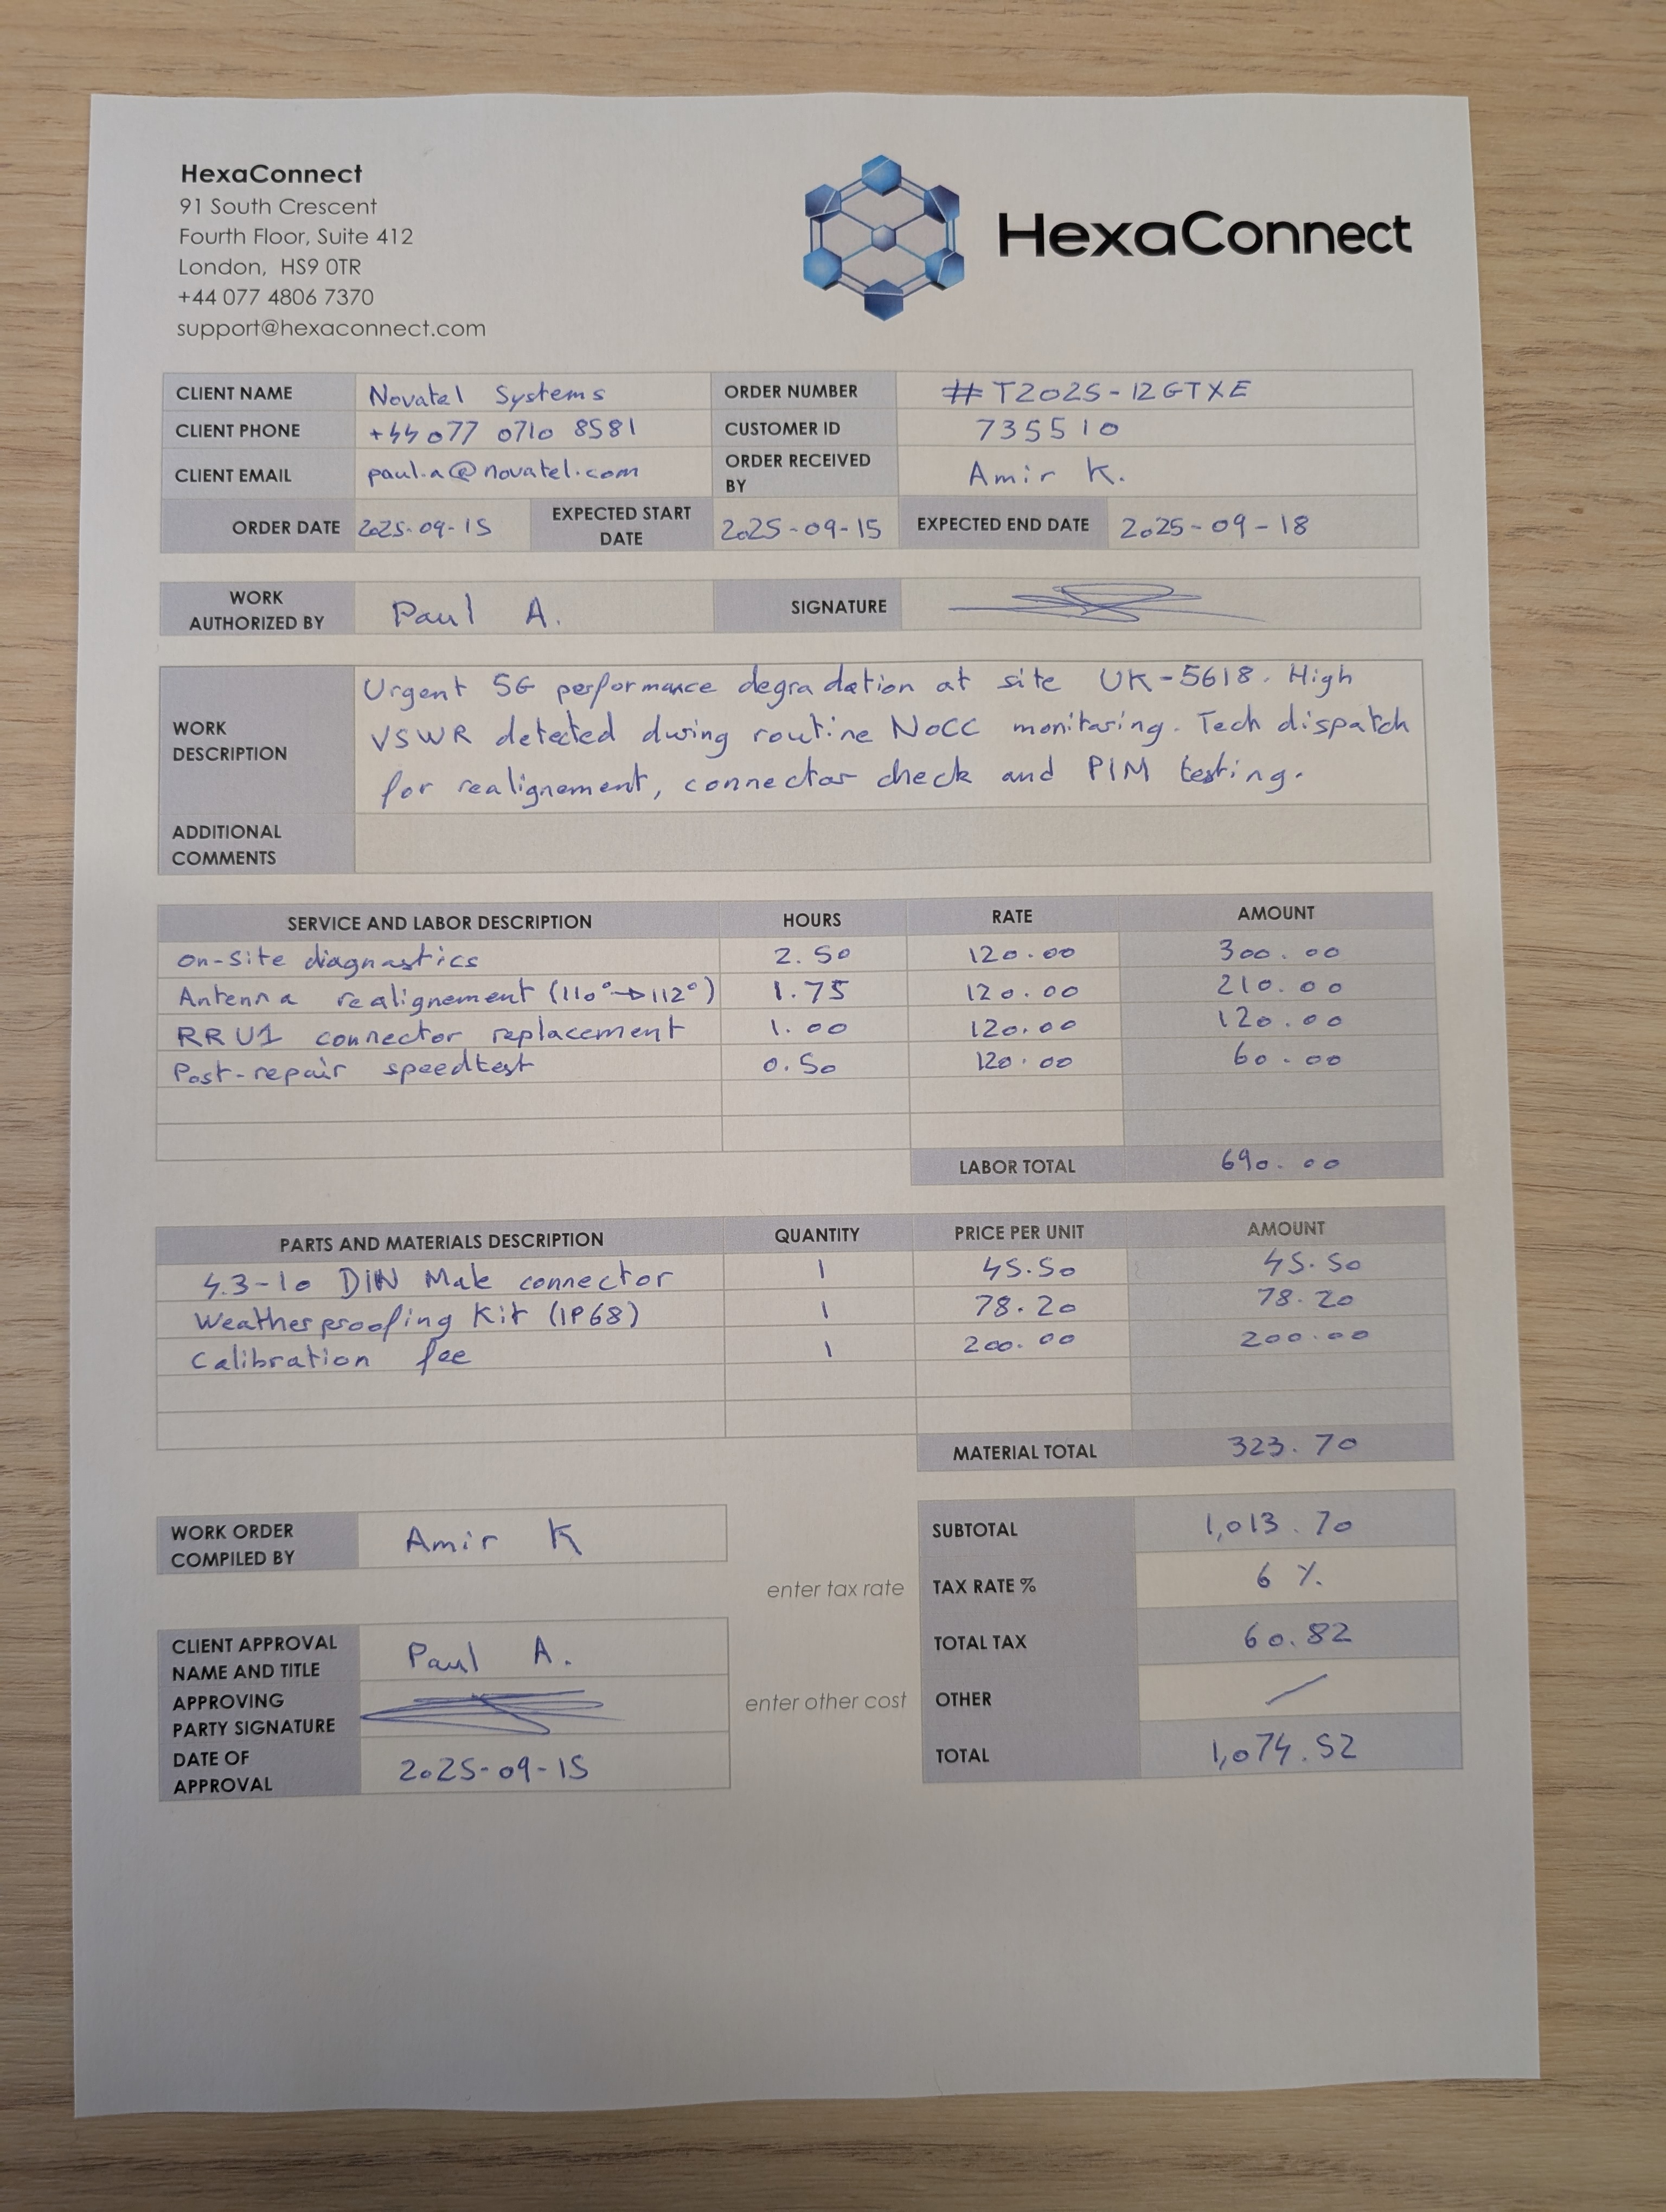 HexaConnect
91 South Crescent
Fourth Floor, Suite 412
London, HS9 0TR
+44 077 4806 7370
support@hexaconnect.com
HexaConnect
CLIENT NAME Novatel Systems ORDER NUMBER #T2025-12GTXE
CLIENT PHONE +44 077 0710 8581 CUSTOMER ID 735510
CLIENT EMAIL paul.a@novatel.com ORDER RECEIVED BY Amir K.
ORDER DATE 2025-09-15 EXPECTED START DATE 2025-09-15 EXPECTED END DATE 2025-09-18
WORK AUTHORIZED BY Paul A. SIGNATURE
WORK DESCRIPTION
Urgent 5G performance degradation at site UK-5618. High
VSWR detected during routine NOCC monitoring. Tech dispatch
for realignement, connector check and PIM testing.
ADDITIONAL COMMENTS
SERVICE AND LABOR DESCRIPTION HOURS RATE AMOUNT
On-site diagnostics 2.50 120.00 300.00
Antenna realignement (110°→112°) 1.75 120.00 210.00
RRU1 connector replacement 1.00 120.00 120.00
Post-repair speedtest 0.50 120.00 60.00
LABOR TOTAL 690.00
PARTS AND MATERIALS DESCRIPTION QUANTITY PRICE PER UNIT AMOUNT
4.3-10 DIN Male connector 1 45.50 45.50
Weatherproofing Kit (IP68) 1 78.20 78.20
Calibration fee 1 200.00 200.00
MATERIAL TOTAL 323.70
WORK ORDER COMPILED BY Amir K
SUBTOTAL 1,013.70
enter tax rate TAX RATE % 6 %
TOTAL TAX 60.82
CLIENT APPROVAL NAME AND TITLE Paul A.
APPROVING PARTY SIGNATURE
enter other cost OTHER /
DATE OF APPROVAL 2025-09-15
TOTAL 1,074.52